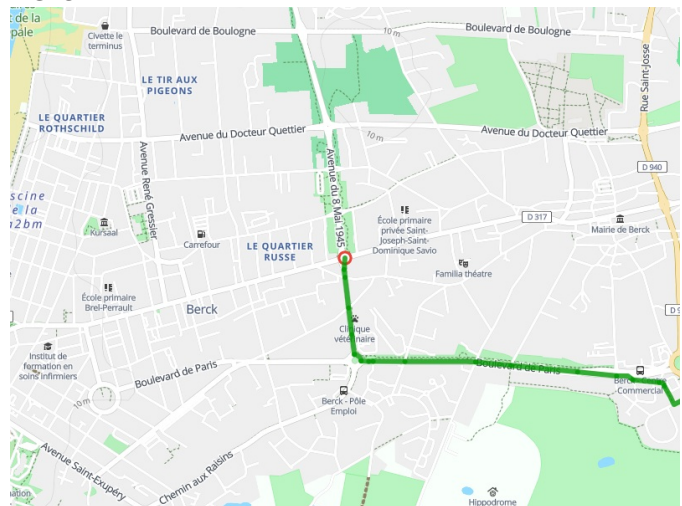 x de la
pale
Civette le
terminus
Boulevard de Boulogne
10 m
Boulevard de Boulogne
Rue Saint-Josse
LE TIR AUX
PIGEONS
LE QUARTIER
ROTHSCHILD
Avenue du Docteur Quettier
10 m
Avenue du Docteur Quettier
D 940
Avenue René Gressier
Avenue du 8 Mai 1945
scine
e la
a2bm
Kursaal
Carrefour
LE QUARTIER
RUSSE
École primaire
privée Saint-
Joseph-Saint-
Dominique Savio
D 317
Mairie de Berck
Familia théatre
École primaire
Brel-Perrault
Berck
D 9
Clinique
vétérinaire
Institut de
formation en
soins infirmiers
Boulevard de Paris
Boulevard de Paris
Commercial
10 m
Berck - Pôle
Emploi
Avenue Saint-Exupéry
Chemin aux Raisins
Hippodrome